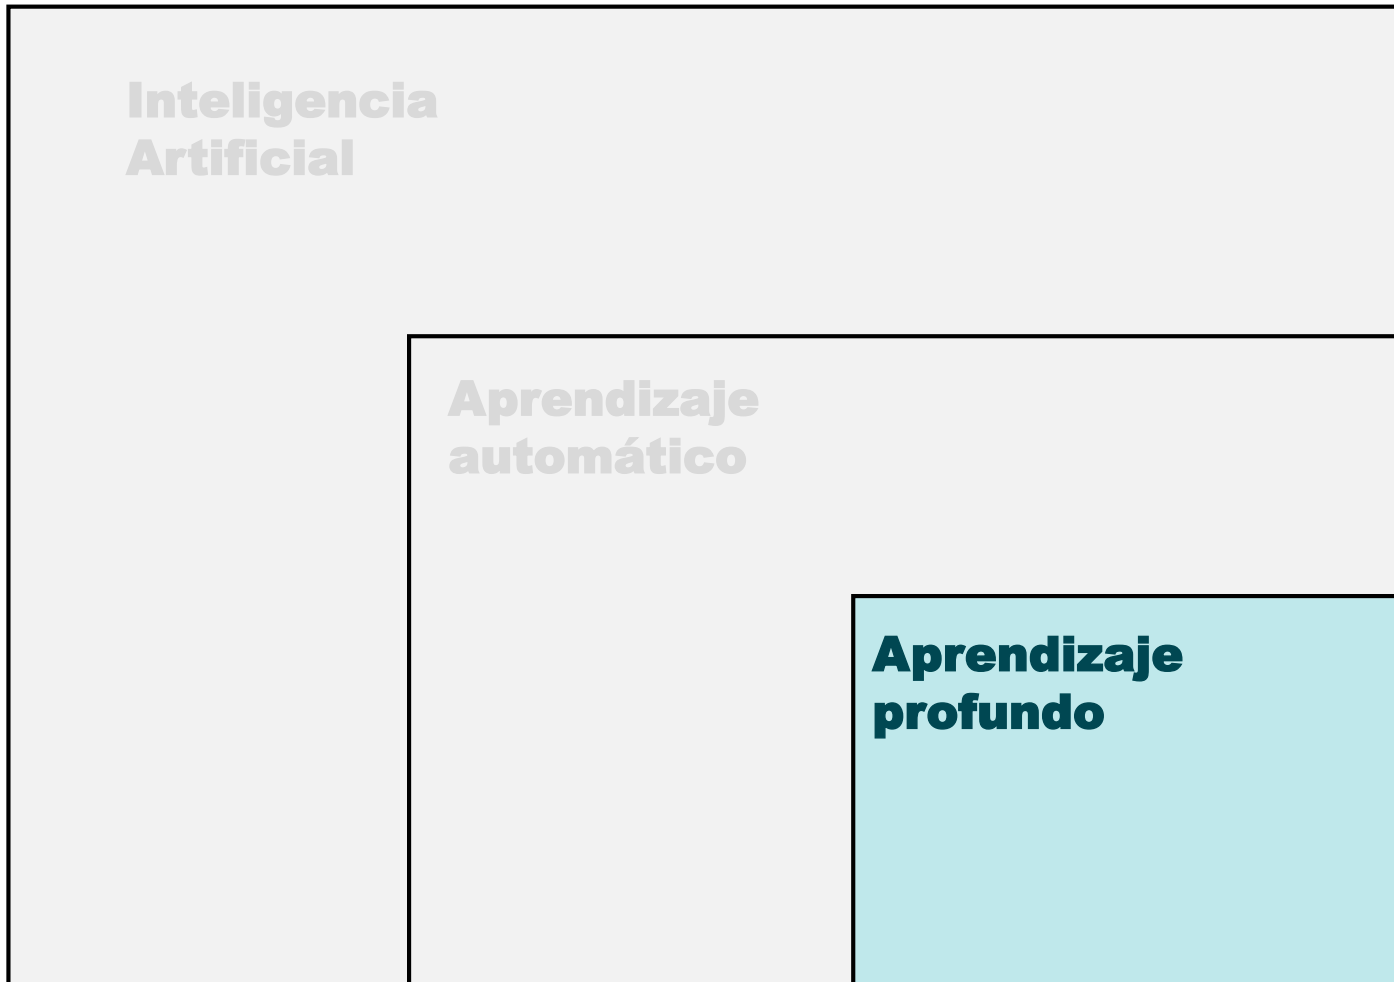 Inteligencia
Artificial
Aprendizaje
automático
Aprendizaje
profundo